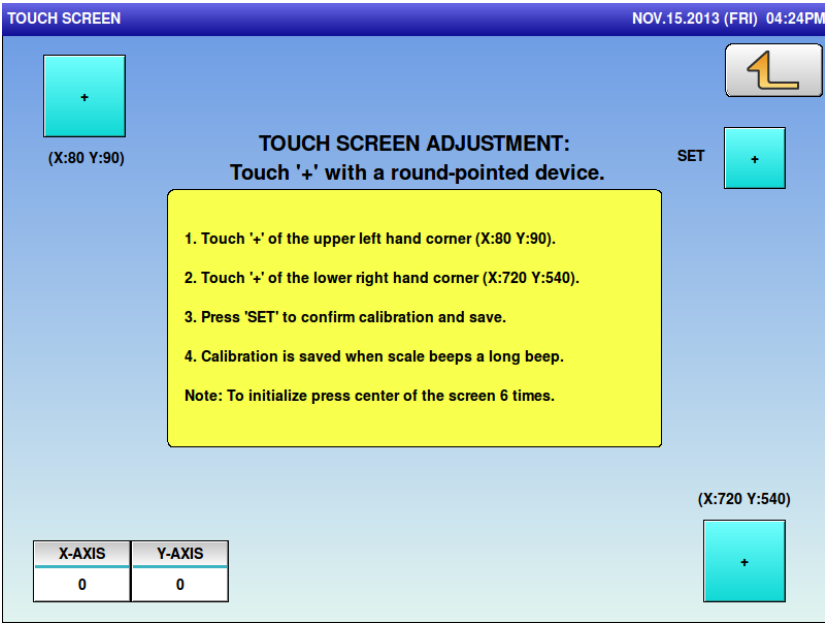 TOUCH SCREEN
NOV.15.2013 (FRI) 04:24PM
+
(X:80 Y:90)
TOUCH SCREEN ADJUSTMENT:
Touch '+' with a round-pointed device.
SET
+
1. Touch '+' of the upper left hand corner (X:80 Y:90).
2. Touch '+' of the lower right hand corner (X:720 Y:540).
3. Press 'SET' to confirm calibration and save.
4. Calibration is saved when scale beeps a long beep.
Note: To initialize press center of the screen 6 times.
(X:720 Y:540)
+
X-AXIS Y-AXIS
0 0